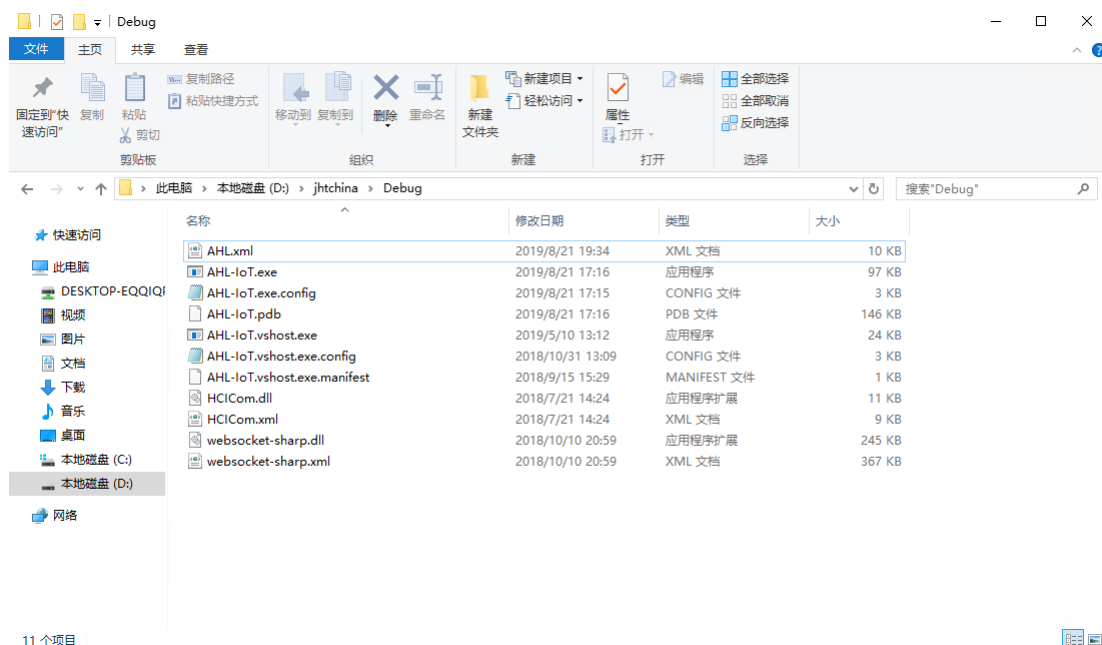 Debug
文件 主页 共享 查看
固定到"快速访问" 复制 粘贴 复制路径 粘贴快捷方式 剪切 移动到 复制到 删除 重命名 新建文件夹 新建项目 轻松访问 属性 打开 编辑 全部选择 全部取消 反向选择
剪贴板 组织 新建 打开 选择
此电脑 本地磁盘 (D:) jhtchina Debug 搜索"Debug"
名称 修改日期 类型 大小
快速访问
此电脑
DESKTOP-EQQIQ
视频
图片
文档
下载
音乐
桌面
本地磁盘 (C:)
本地磁盘 (D:)
网络
AHL.xml 2019/8/21 19:34 XML 文档 10 KB
AHL-IoT.exe 2019/8/21 17:16 应用程序 97 KB
AHL-IoT.exe.config 2019/8/21 17:15 CONFIG 文件 3 KB
AHL-IoT.pdb 2019/8/21 17:16 PDB 文件 146 KB
AHL-IoT.vshost.exe 2019/5/10 13:12 应用程序 24 KB
AHL-IoT.vshost.exe.config 2018/10/31 13:09 CONFIG 文件 3 KB
AHL-IoT.vshost.exe.manifest 2018/9/15 15:29 MANIFEST 文件 1 KB
HCICom.dll 2018/7/21 14:24 应用程序扩展 11 KB
HCICom.xml 2018/7/21 14:24 XML 文档 9 KB
websocket-sharp.dll 2018/10/10 20:59 应用程序扩展 245 KB
websocket-sharp.xml 2018/10/10 20:59 XML 文档 367 KB
11 个项目